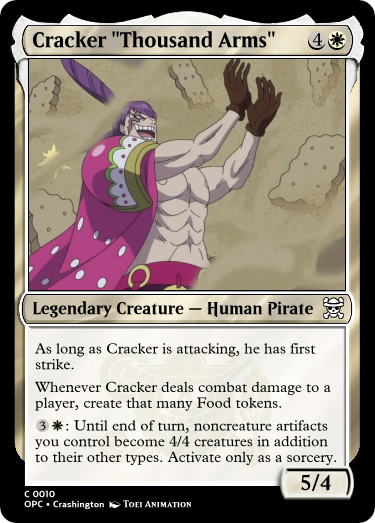 Cracker "Thousand Arms" 4
Legendary Creature — Human Pirate
As long as Cracker is attacking, he has first
strike.
Whenever Cracker deals combat damage to a
player, create that many Food tokens.
3 : Until end of turn, noncreature artifacts
you control become 4/4 creatures in addition
to their other types. Activate only as a sorcery.
5/4
C 0010
OPC • Crashington TOEI ANIMATION